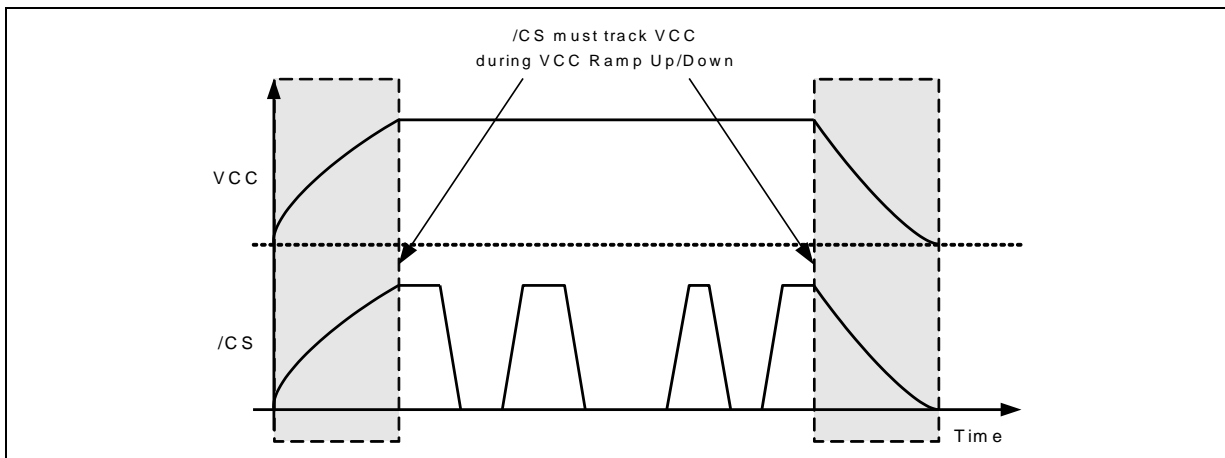 /CS must track VCC
during VCC Ramp Up/Down
VCC
/CS
Time